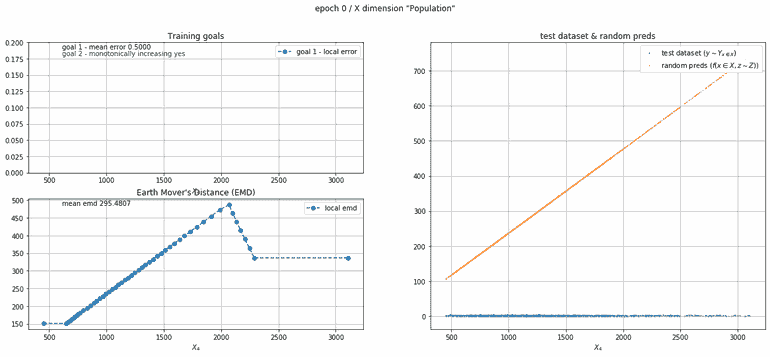 epoch 0 / X dimension "Population"
Training goals
goal 1 - mean error 0.5000
goal 2 - monotonically increasing yes
goal 1 - local error
0.200
0.175
0.150
0.125
0.100
0.075
0.050
0.025
0.000
500 1000 1500 2000 2500 3000
Earth Mover's Distance (EMD)
mean emd 295.4807
local emd
500
450
400
350
300
250
200
150
500 1000 1500 2000 2500 3000
X₄
test dataset & random preds
test dataset (y ~ Yₓ ∈ x)
random preds (f(x ∈ X, z ~ Z))
700
600
500
400
300
200
100
0
500 1000 1500 2000 2500 3000
X₄